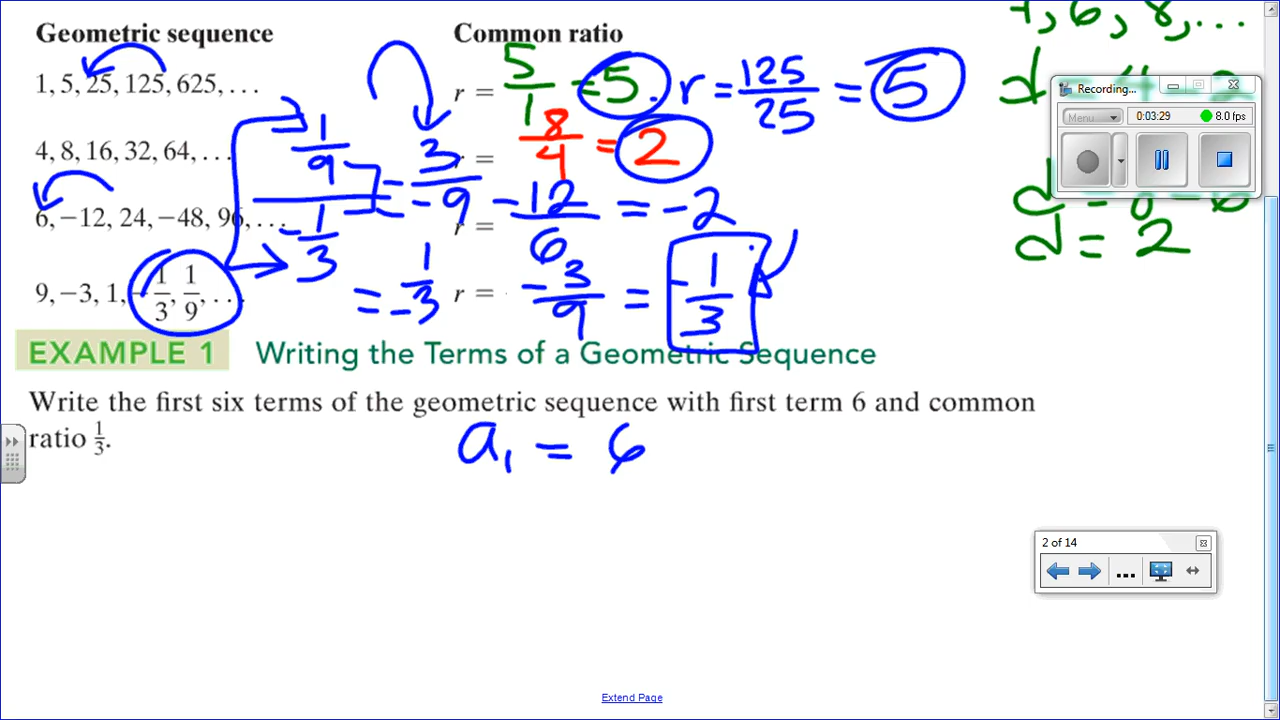 Geometric sequence Common ratio
1, 5, 25, 125, 625, . . . r = 5/1 = 5. r = 125/25 = 5
4, 8, 16, 32, 64, . . . r = 8/4 = 2
6, −12, 24, −48, 96, . . . r = -12/6 = -2
9, −3, 1, −1/3, 1/9, . . . r = -3/9 = -1/3
1/9 / -1/3 = 3/-9
= -1/3
4, 6, 8, ...
d = 2
Recording...
Menu 0:03:29 8.0 fps
EXAMPLE 1 Writing the Terms of a Geometric Sequence
Write the first six terms of the geometric sequence with first term 6 and common
ratio 1/3.
a₁ = 6
2 of 14
Extend Page